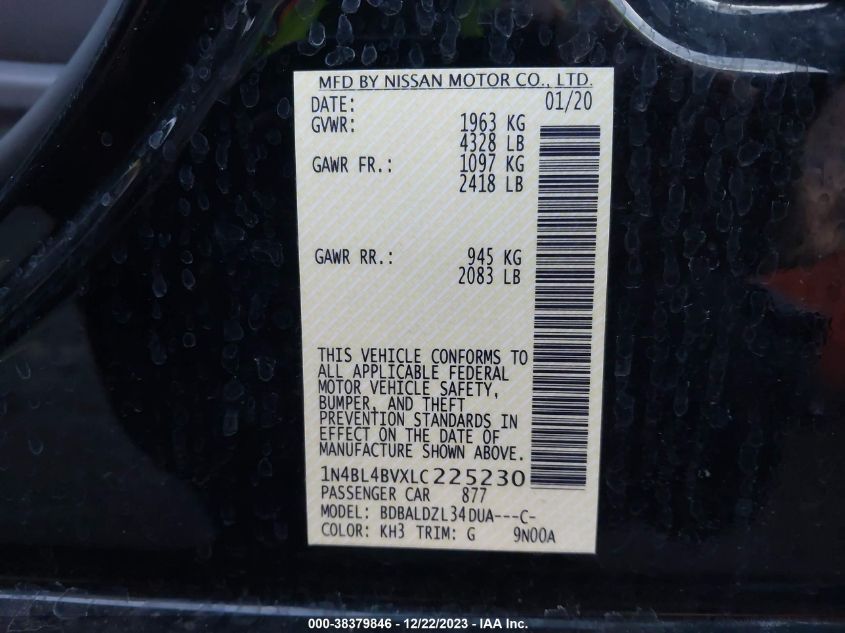 MFD BY NISSAN MOTOR CO., LTD.
DATE: 01/20
GVWR: 1963 KG
4328 LB
GAWR FR.: 1097 KG
2418 LB
GAWR RR.: 945 KG
2083 LB
THIS VEHICLE CONFORMS TO
ALL APPLICABLE FEDERAL
MOTOR VEHICLE SAFETY,
BUMPER, AND THEFT
PREVENTION STANDARDS IN
EFFECT ON THE DATE OF
MANUFACTURE SHOWN ABOVE.
1N4BL4BVXLC225230
PASSENGER CAR 877
MODEL: BDBALDZL34DUA---C-
COLOR: KH3 TRIM: G 9N00A
000-38379846 - 12/22/2023 - IAA Inc.